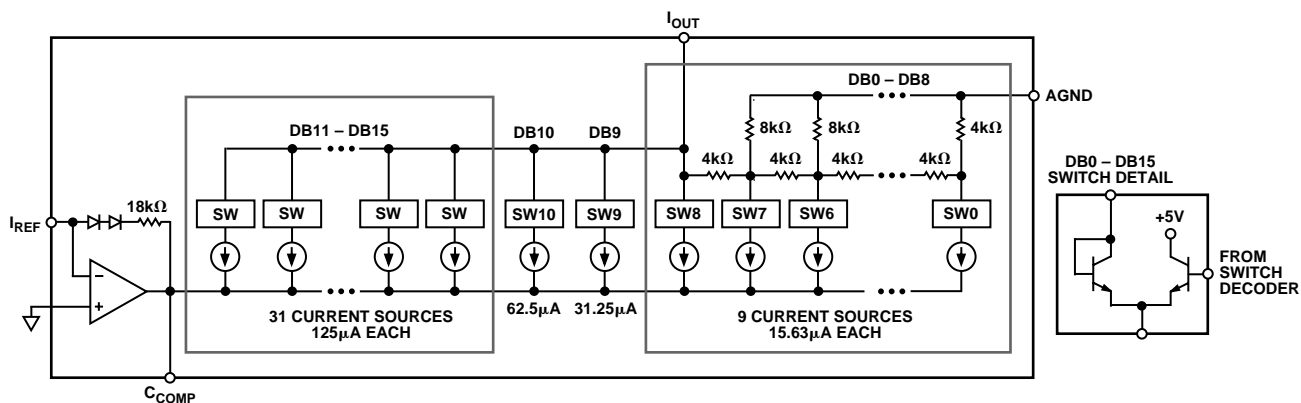 I_OUT
DB0 – DB8
AGND
DB11 – DB15
DB10
DB9
8kΩ
8kΩ
4kΩ
4kΩ
4kΩ
4kΩ
4kΩ
DB0 – DB15
SWITCH DETAIL
18kΩ
I_REF
SW
SW
SW
SW
SW10
SW9
SW8
SW7
SW6
SW0
+5V
FROM
SWITCH
DECODER
–
+
31 CURRENT SOURCES
125µA EACH
62.5µA
31.25µA
9 CURRENT SOURCES
15.63µA EACH
C_COMP